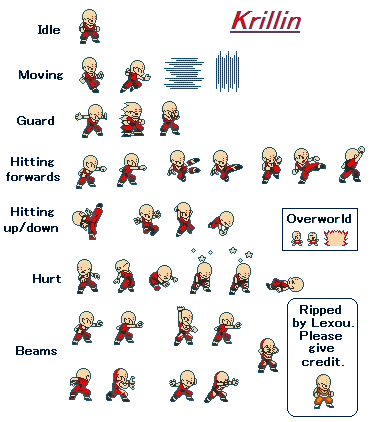 Krillin
Idle
Moving
Guard
Hitting
forwards
Hitting
up/down
Overworld
Hurt
Beams
Ripped
by Lexou.
Please
give
credit.